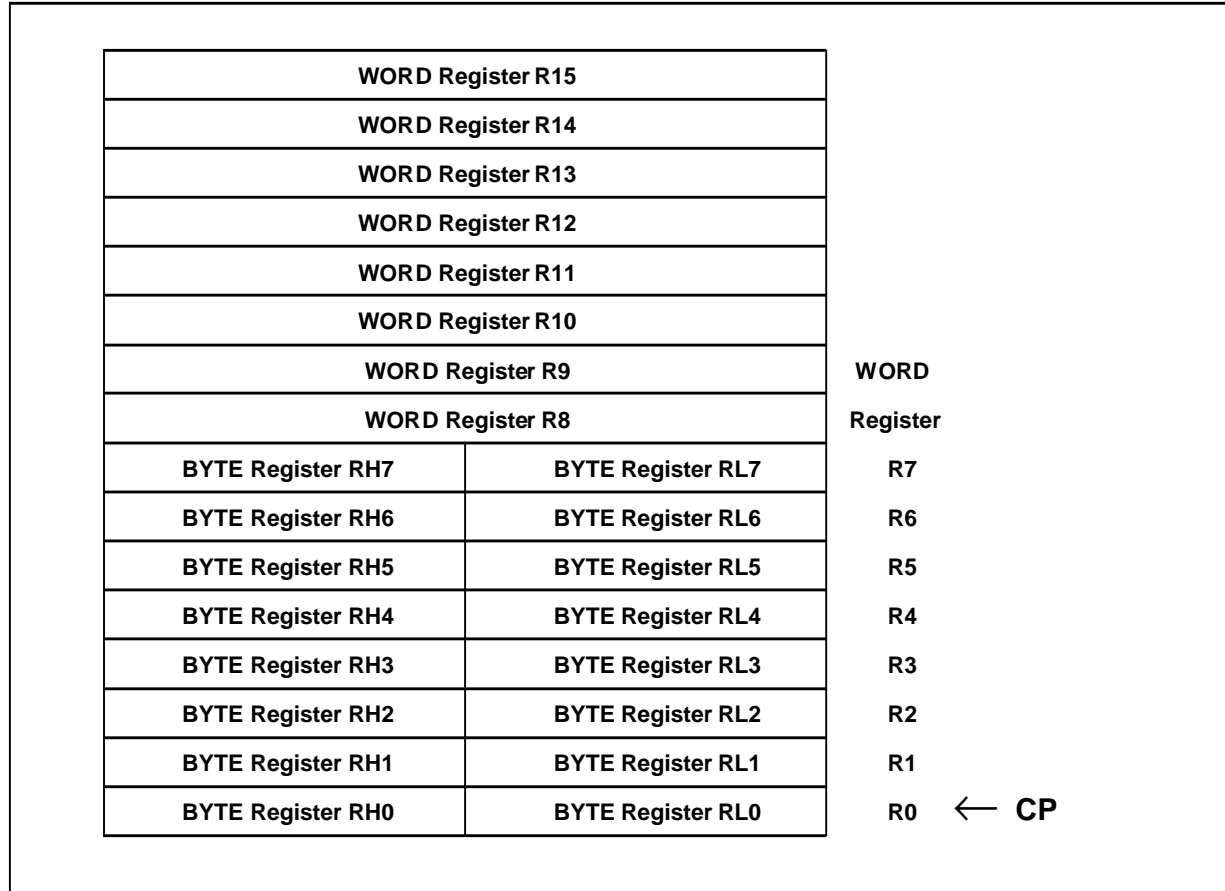 WORD Register R15
WORD Register R14
WORD Register R13
WORD Register R12
WORD Register R11
WORD Register R10
WORD Register R9 WORD
WORD Register R8 Register
BYTE Register RH7 BYTE Register RL7 R7
BYTE Register RH6 BYTE Register RL6 R6
BYTE Register RH5 BYTE Register RL5 R5
BYTE Register RH4 BYTE Register RL4 R4
BYTE Register RH3 BYTE Register RL3 R3
BYTE Register RH2 BYTE Register RL2 R2
BYTE Register RH1 BYTE Register RL1 R1
BYTE Register RH0 BYTE Register RL0 R0 ← CP